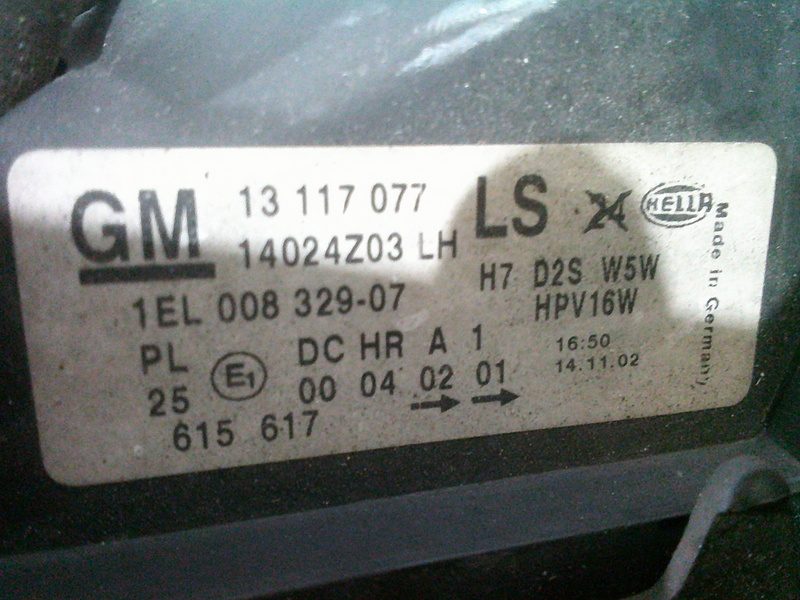 GM 13 117 077 LS 24 HELLA
14024Z03 LH
H7 D2S W5W
1EL 008 329-07 HPV16W
PL DC HR A 1 16:50
25 E1 00 04 02 01 14.11.02
615 617
Made in Germany